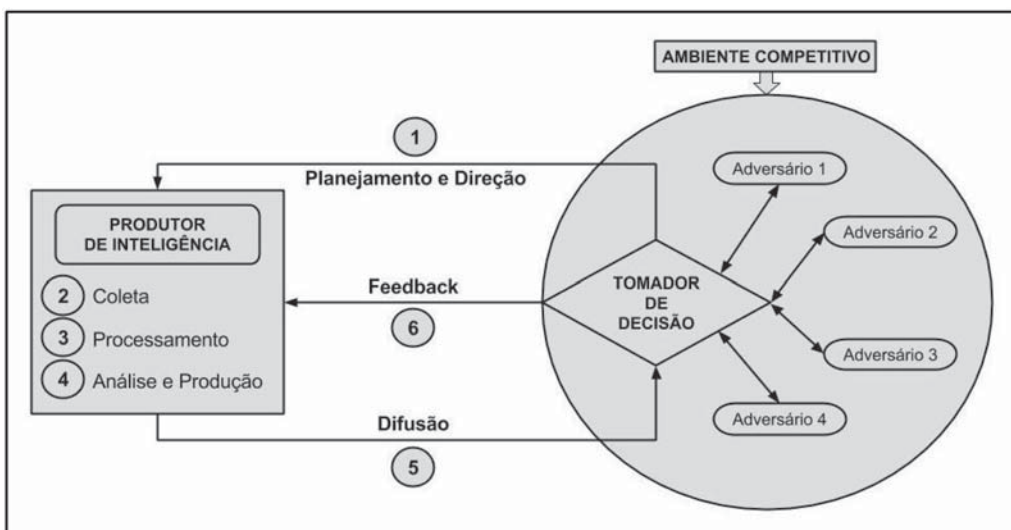 AMBIENTE COMPETITIVO
1
Planejamento e Direção
PRODUTOR
DE INTELIGÊNCIA
2 Coleta
3 Processamento
4 Análise e Produção
Feedback
6
Difusão
5
TOMADOR
DE
DECISÃO
Adversário 1
Adversário 2
Adversário 3
Adversário 4